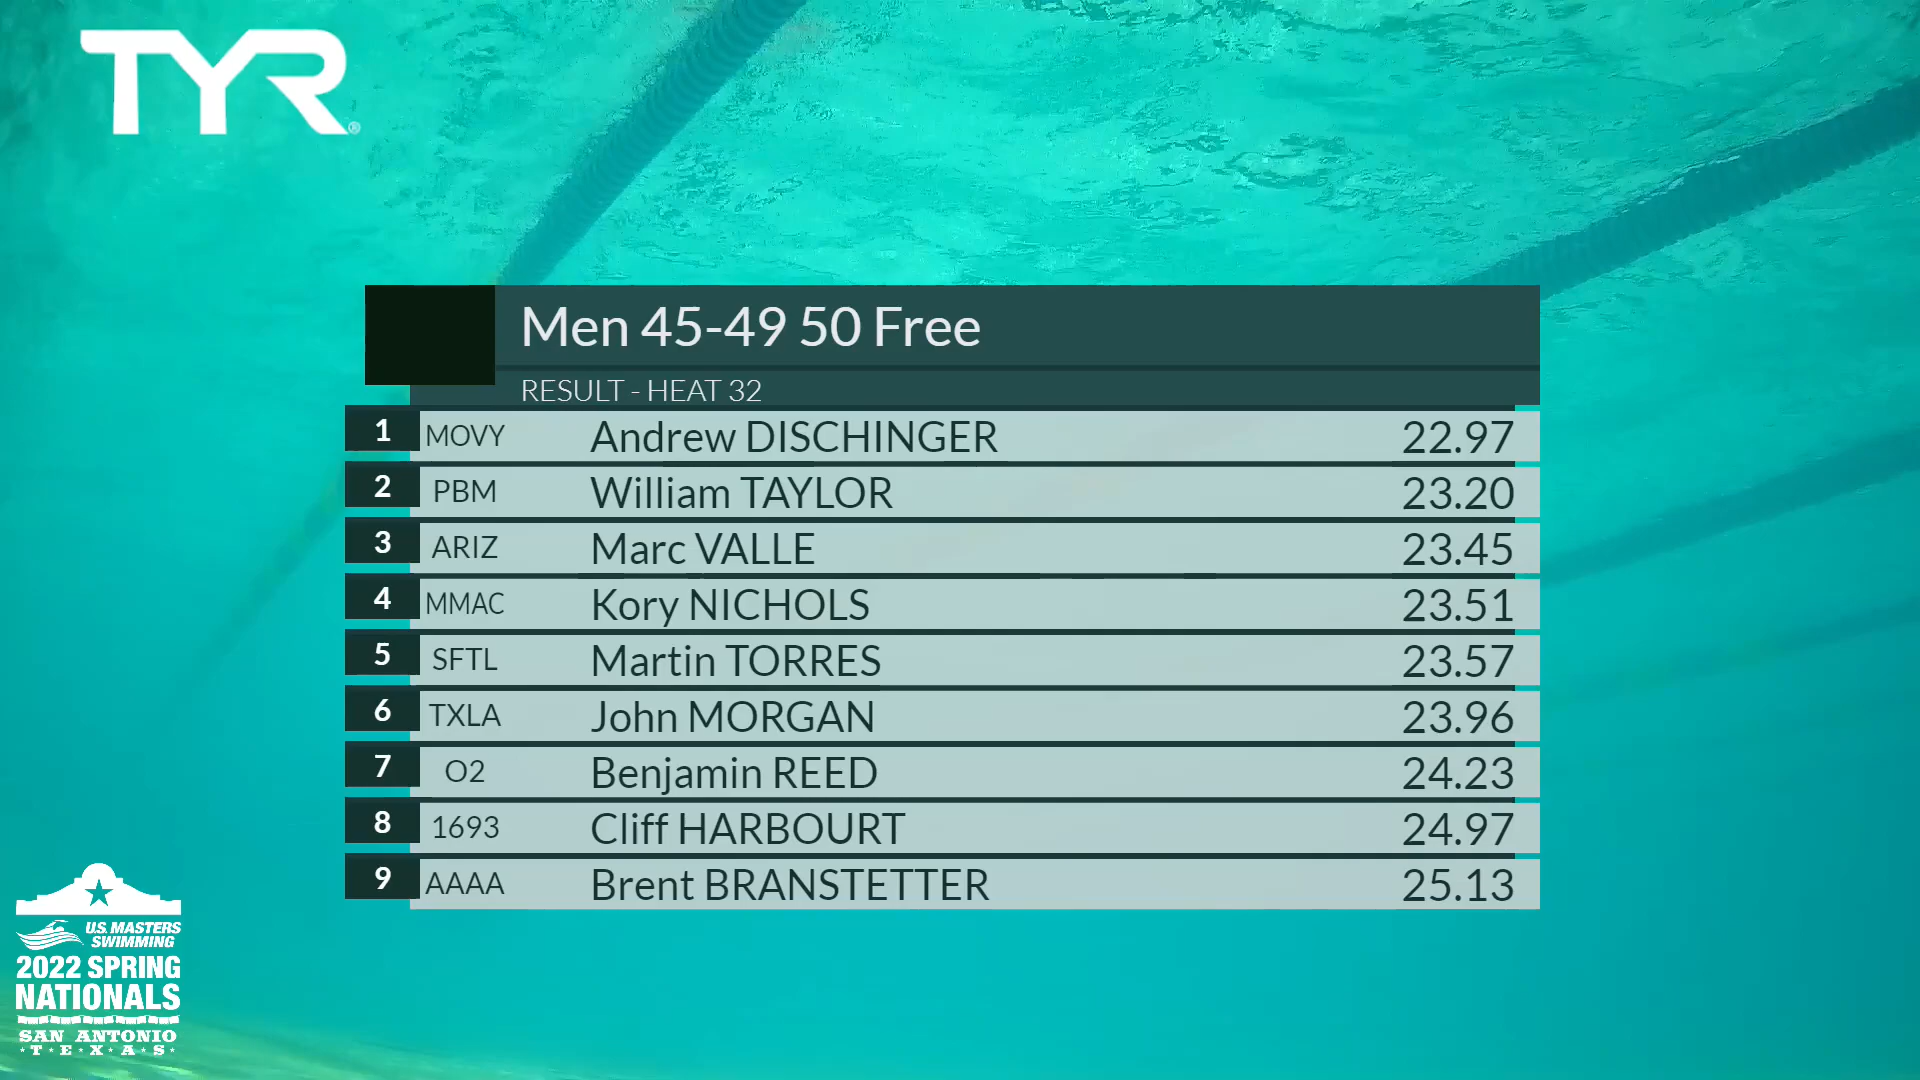 TYR
Men 45-49 50 Free
RESULT - HEAT 32
1 MOVY Andrew DISCHINGER 22.97
2 PBM William TAYLOR 23.20
3 ARIZ Marc VALLE 23.45
4 MMAC Kory NICHOLS 23.51
5 SFTL Martin TORRES 23.57
6 TXLA John MORGAN 23.96
7 O2 Benjamin REED 24.23
8 1693 Cliff HARBOURT 24.97
9 AAAA Brent BRANSTETTER 25.13
U.S. MASTERS
SWIMMING
2022 SPRING
NATIONALS
SAN ANTONIO
T·E·X·A·S